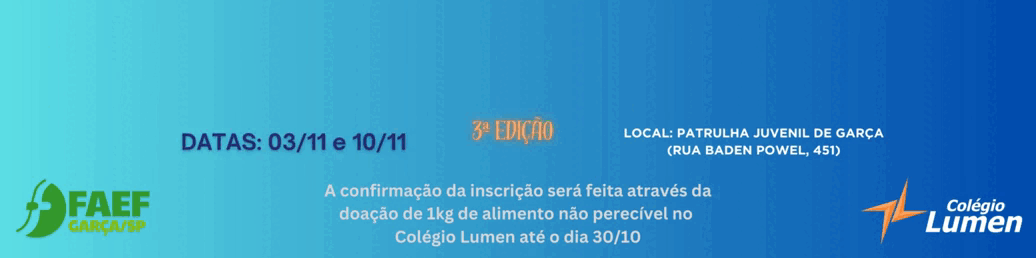 3ª EDIÇÃO
DATAS: 03/11 e 10/11
LOCAL: PATRULHA JUVENIL DE GARÇA
(RUA BADEN POWEL, 451)
A confirmação da inscrição será feita através da
doação de 1kg de alimento não perecível no
Colégio Lumen até o dia 30/10
FAEF
GARÇA/SP
Colégio
Lumen